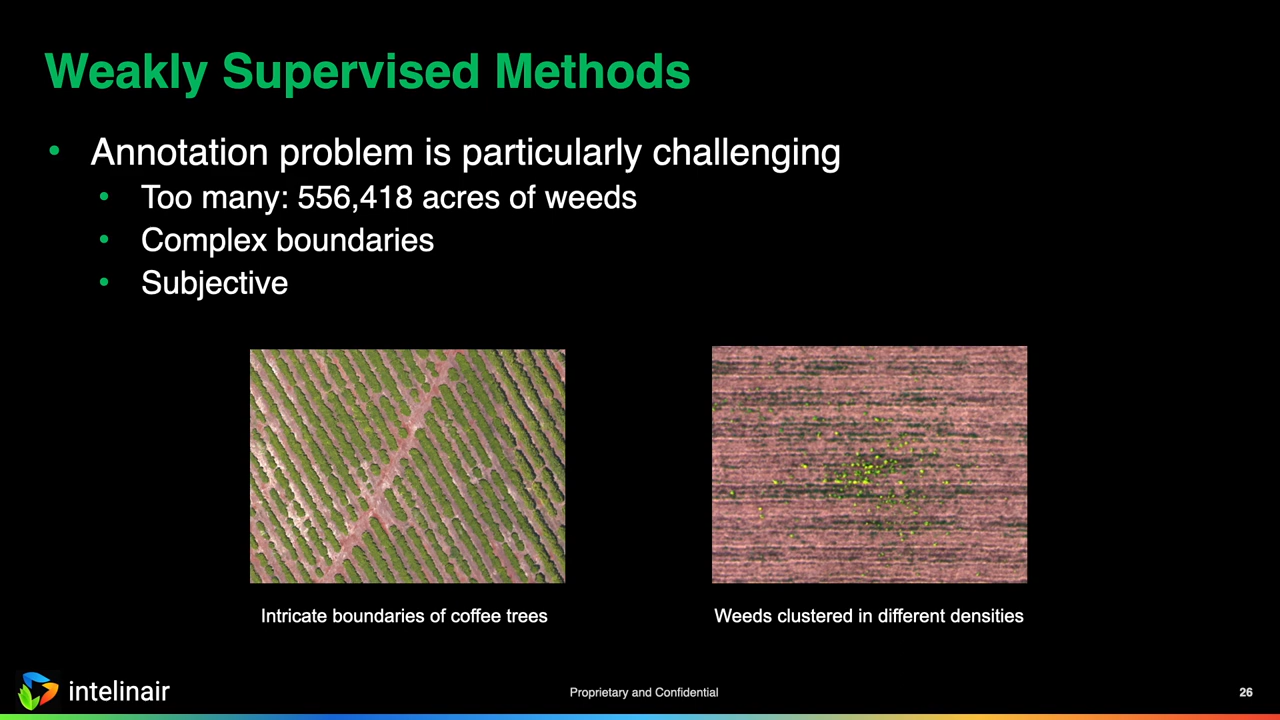 Weakly Supervised Methods
• Annotation problem is particularly challenging
• Too many: 556,418 acres of weeds
• Complex boundaries
• Subjective
Intricate boundaries of coffee trees
Weeds clustered in different densities
intelinair
Proprietary and Confidential
26